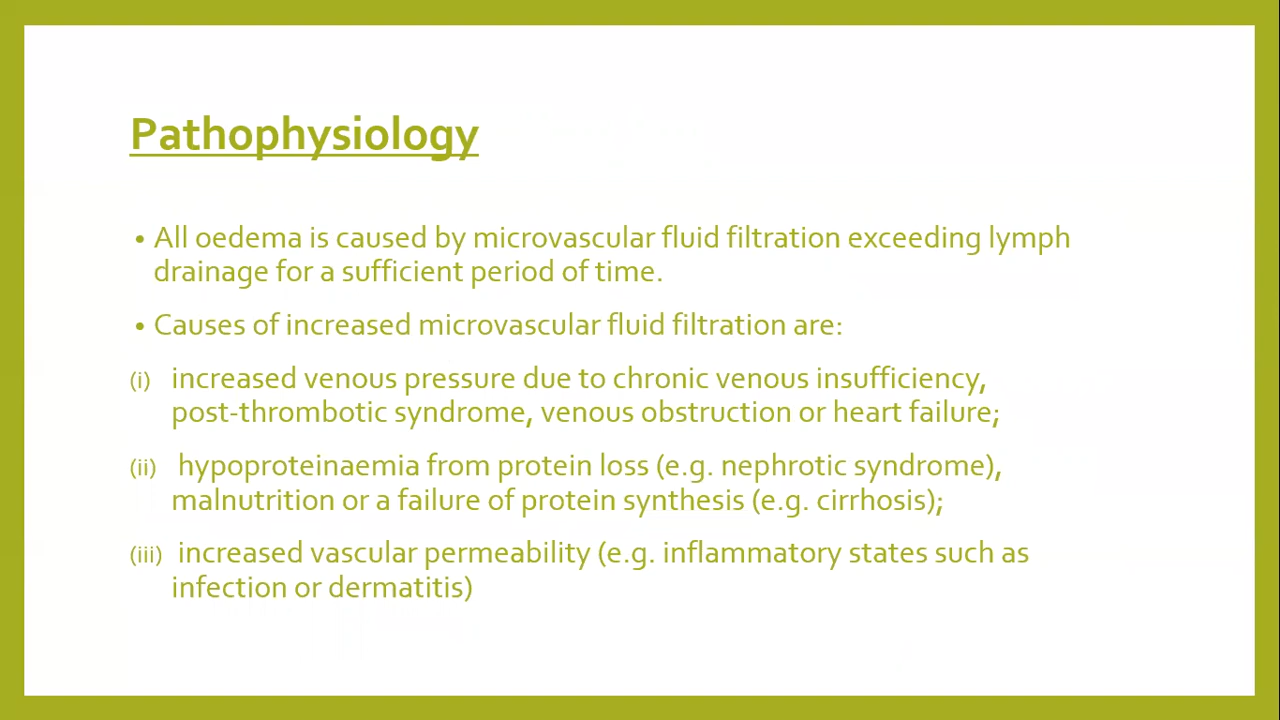 Pathophysiology
• All oedema is caused by microvascular fluid filtration exceeding lymph
drainage for a sufficient period of time.
• Causes of increased microvascular fluid filtration are:
(i) increased venous pressure due to chronic venous insufficiency,
post-thrombotic syndrome, venous obstruction or heart failure;
(ii) hypoproteinaemia from protein loss (e.g. nephrotic syndrome),
malnutrition or a failure of protein synthesis (e.g. cirrhosis);
(iii) increased vascular permeability (e.g. inflammatory states such as
infection or dermatitis)